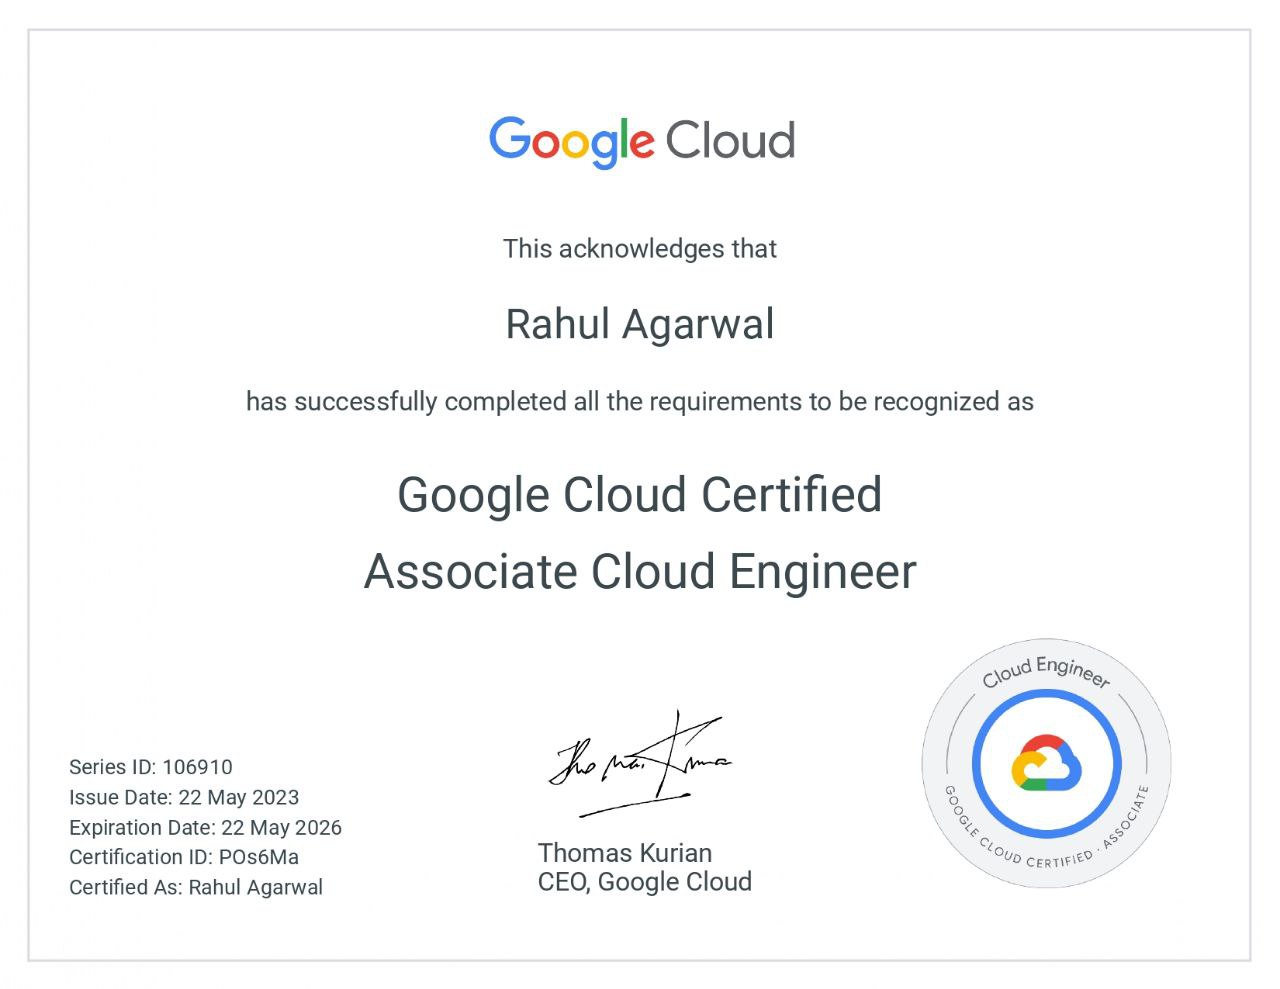 Google Cloud
This acknowledges that
Rahul Agarwal
has successfully completed all the requirements to be recognized as
Google Cloud Certified
Associate Cloud Engineer
Series ID: 106910
Issue Date: 22 May 2023
Expiration Date: 22 May 2026
Certification ID: POs6Ma
Certified As: Rahul Agarwal
Thomas Kurian
CEO, Google Cloud
Cloud Engineer
GOOGLE CLOUD CERTIFIED · ASSOCIATE